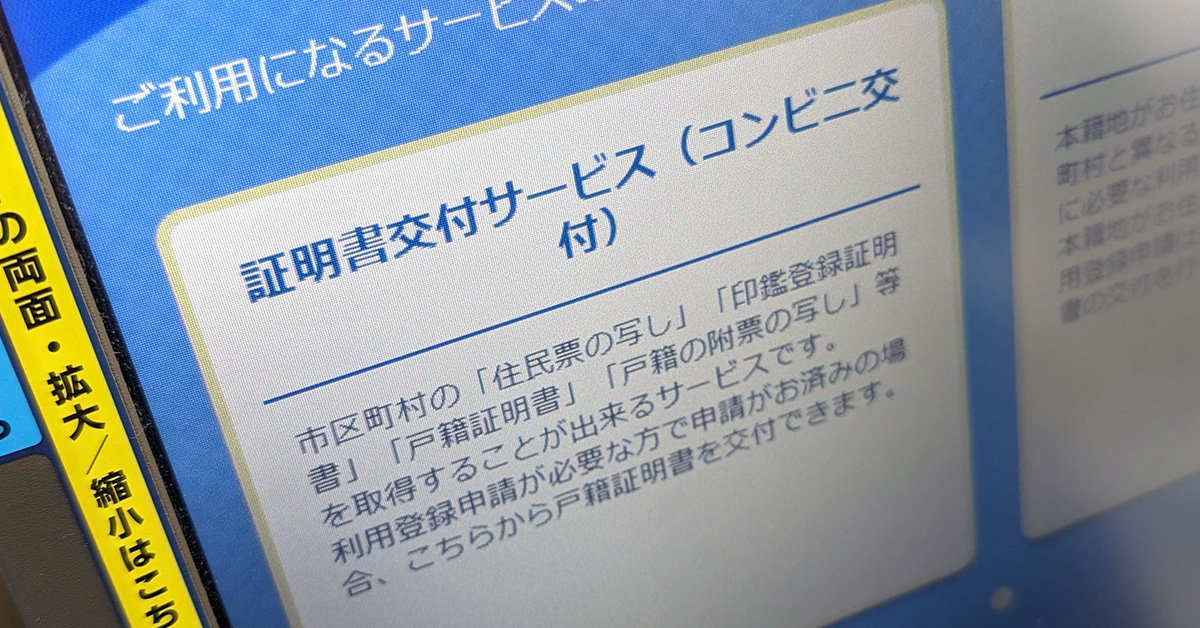 ご利用になるサービス
証明書交付サービス（コンビニ交
付）
市区町村の「住民票の写し」「印鑑登録証明
書」「戸籍証明書」「戸籍の附票の写し」等
を取得することが出来るサービスです。
利用登録申請が必要な方で申請がお済みの場
合、こちらから戸籍証明書を交付できます。
本籍地がお住
町村と異なる
に必要な利用
本籍地がお住
用登録申請は
書の交付を行
の両面・拡大／縮小はこち